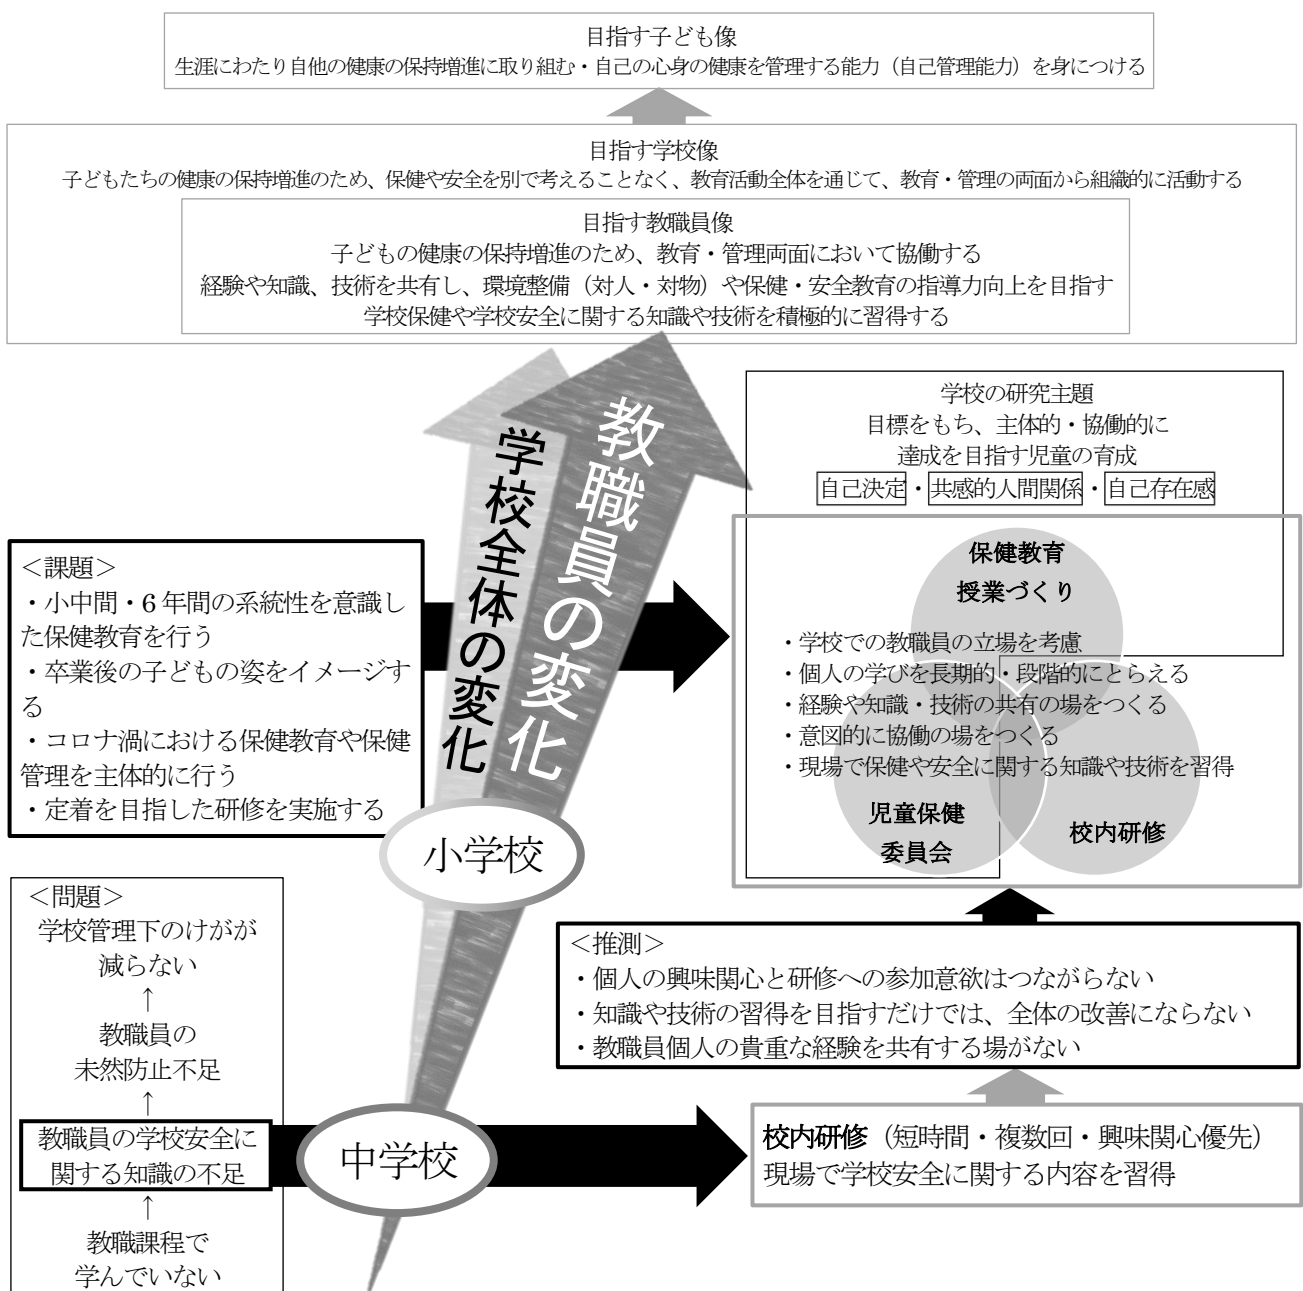 目指す子ども像
生涯にわたり自他の健康の保持増進に取り組む・自己の心身の健康を管理する能力（自己管理能力）を身につける
目指す学校像
子どもたちの健康の保持増進のため、保健や安全を別で考えることなく、教育活動全体を通じて、教育・管理の両面から組織的に活動する
目指す教職員像
子どもの健康の保持増進のため、教育・管理両面において協働する
経験や知識、技術を共有し、環境整備（対人・対物）や保健・安全教育の指導力向上を目指す
学校保健や学校安全に関する知識や技術を積極的に習得する
教職員の変化
学校全体の変化
学校の研究主題
目標をもち、主体的・協働的に
達成を目指す児童の育成
自己決定・共感的人間関係・自己存在感
＜課題＞
・小中間・6 年間の系統性を意識し
た保健教育を行う
・卒業後の子どもの姿をイメージす
る
・コロナ渦における保健教育や保健
管理を主体的に行う
・定着を目指した研修を実施する
保健教育
授業づくり
・学校での教職員の立場を考慮
・個人の学びを長期的・段階的にとらえる
・経験や知識・技術の共有の場をつくる
・意図的に協働の場をつくる
・現場で保健や安全に関する知識や技術を習得
児童保健
委員会
校内研修
小学校
＜問題＞
学校管理下のけがが
減らない
↑
教職員の
未然防止不足
↑
教職員の学校安全に
関する知識の不足
↑
教職課程で
学んでいない
中学校
＜推測＞
・個人の興味関心と研修への参加意欲はつながらない
・知識や技術の習得を目指すだけでは、全体の改善にならない
・教職員個人の貴重な経験を共有する場がない
校内研修（短時間・複数回・興味関心優先）
現場で学校安全に関する内容を習得